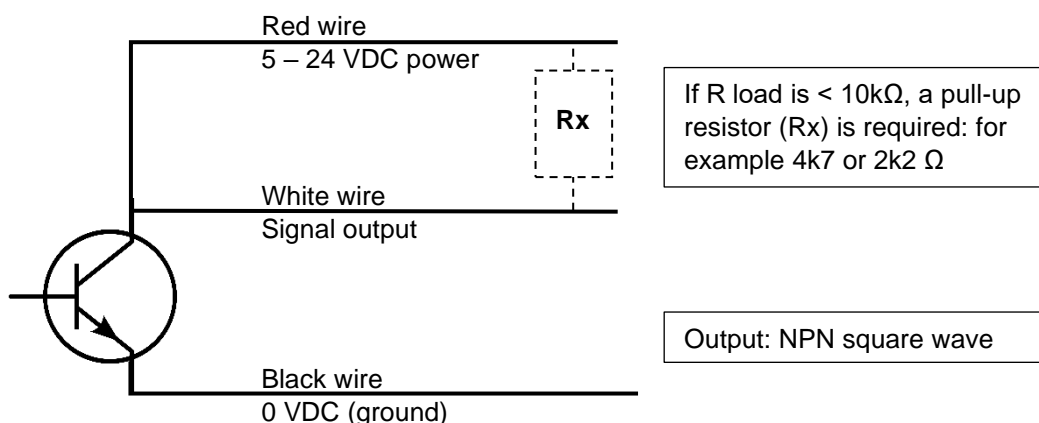 Red wire
5 – 24 VDC power
Rx
If R load is < 10kΩ, a pull-up
resistor (Rx) is required: for
example 4k7 or 2k2 Ω
White wire
Signal output
Output: NPN square wave
Black wire
0 VDC (ground)